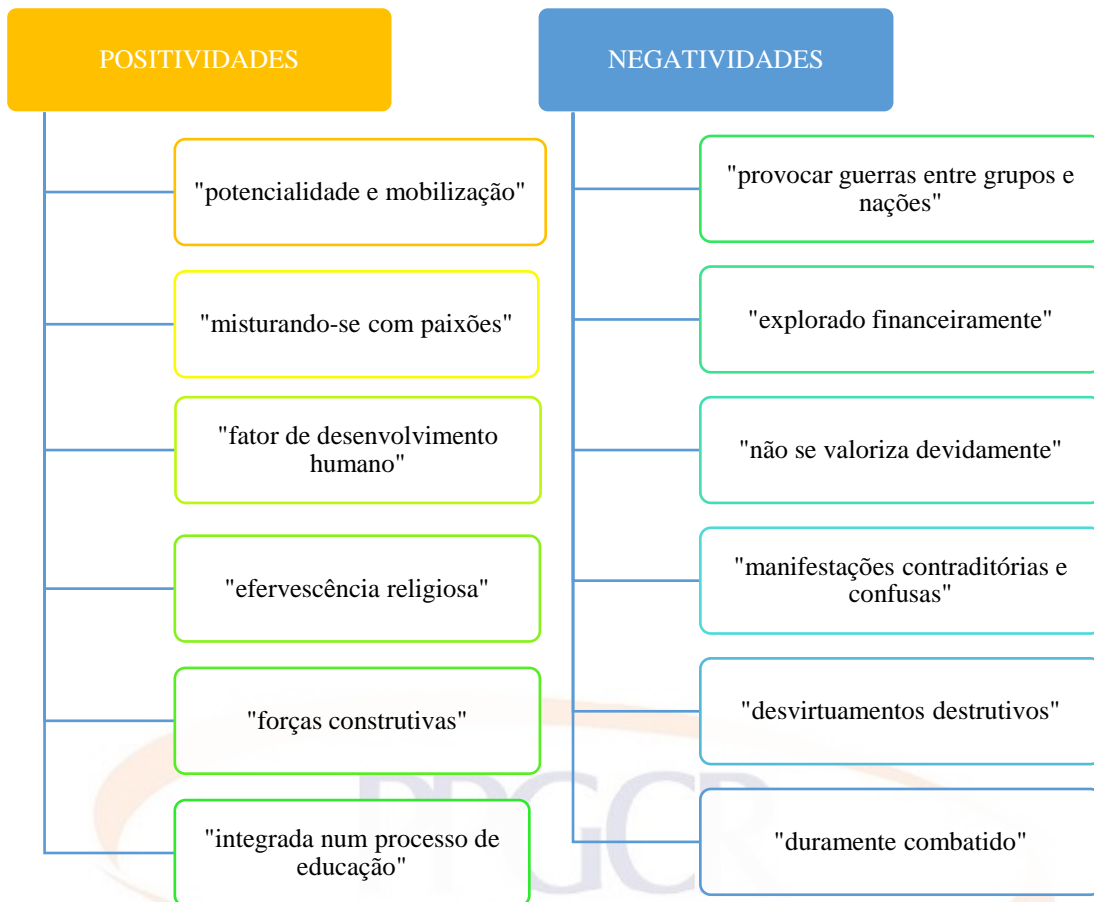 POSITIVIDADES
"potencialidade e mobilização"
"misturando-se com paixões"
"fator de desenvolvimento
humano"
"efervescência religiosa"
"forças construtivas"
"integrada num processo de
educação"
NEGATIVIDADES
"provocar guerras entre grupos e
nações"
"explorado financeiramente"
"não se valoriza devidamente"
"manifestações contraditórias e
confusas"
"desvirtuamentos destrutivos"
"duramente combatido"
PPGCR